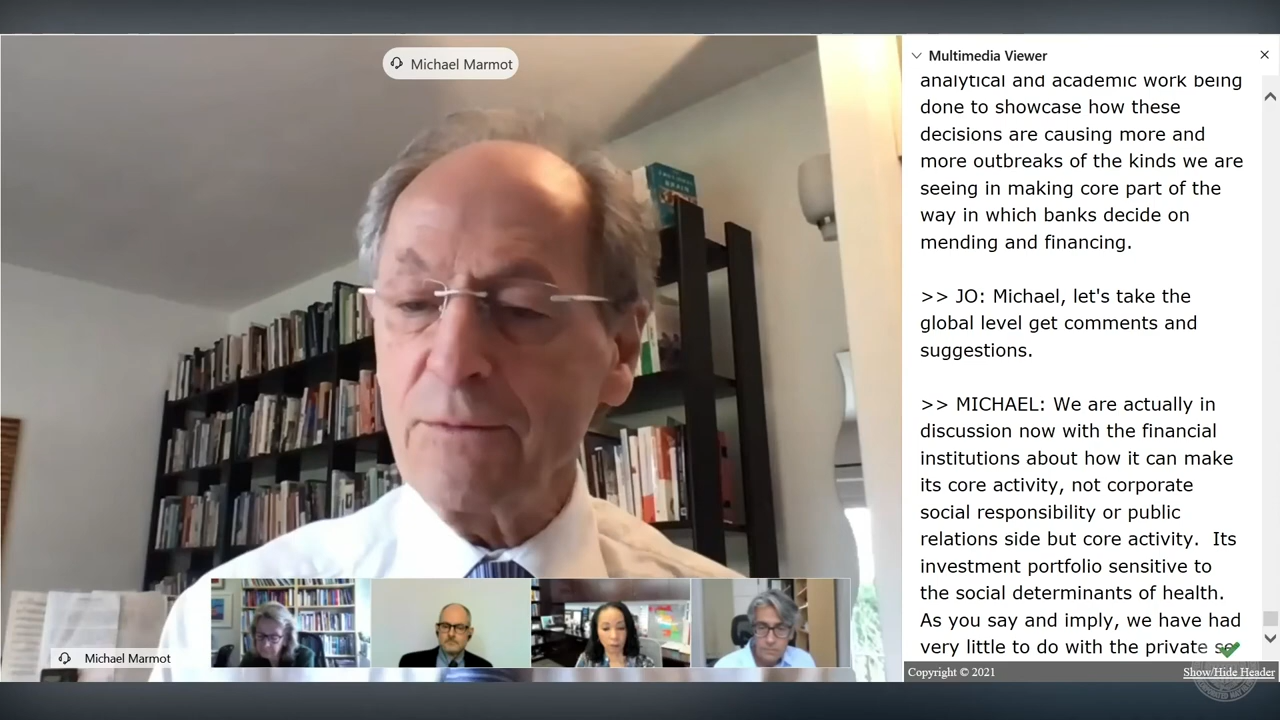 Michael Marmot
Multimedia Viewer
analytical and academic work being
done to showcase how these
decisions are causing more and
more outbreaks of the kinds we are
seeing in making core part of the
way in which banks decide on
mending and financing.
>> JO: Michael, let's take the
global level get comments and
suggestions.
>> MICHAEL: We are actually in
discussion now with the financial
institutions about how it can make
its core activity, not corporate
social responsibility or public
relations side but core activity.  Its
investment portfolio sensitive to
the social determinants of health.
As you say and imply, we have had
very little to do with the private
Michael Marmot
Copyright © 2021
Show/Hide Header